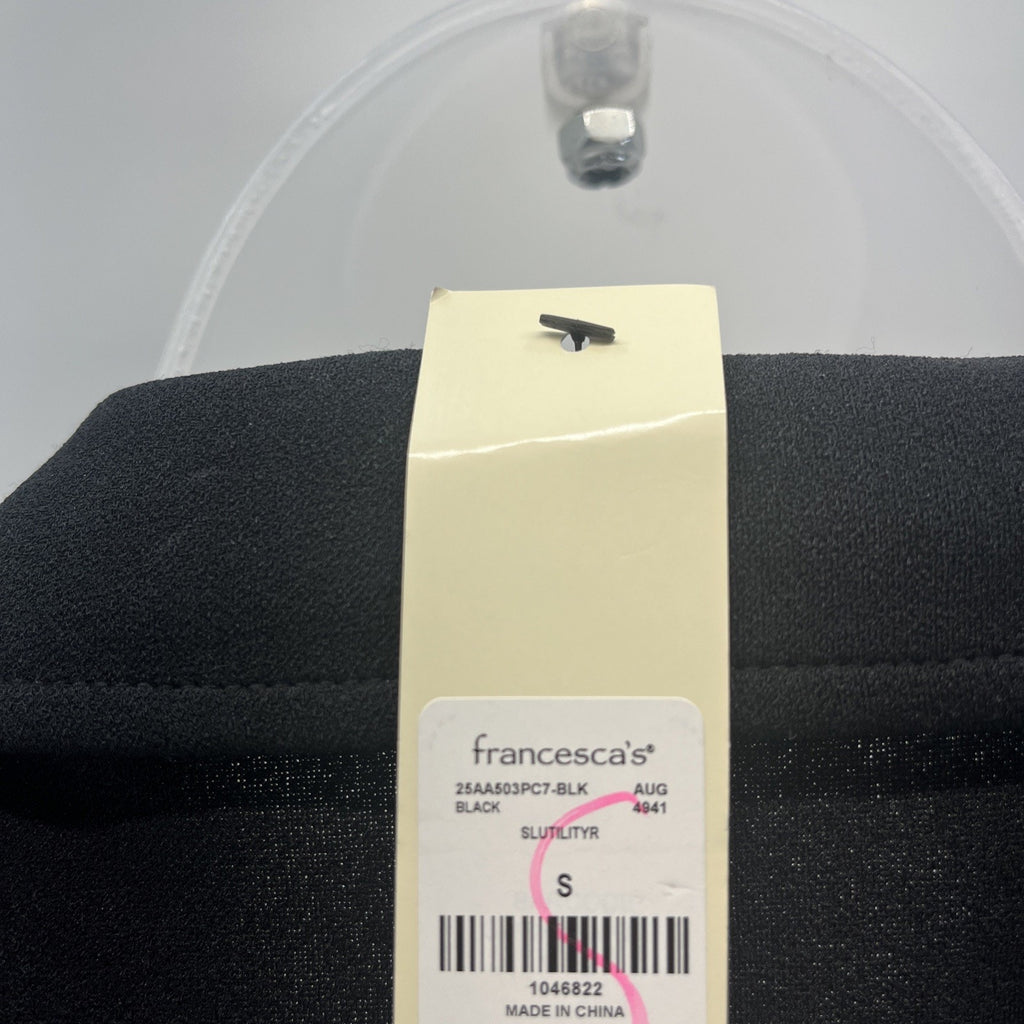 francesca's®
25AA503PC7-BLK AUG
BLACK 4941
SLUTILITYR
S
1046822
MADE IN CHINA